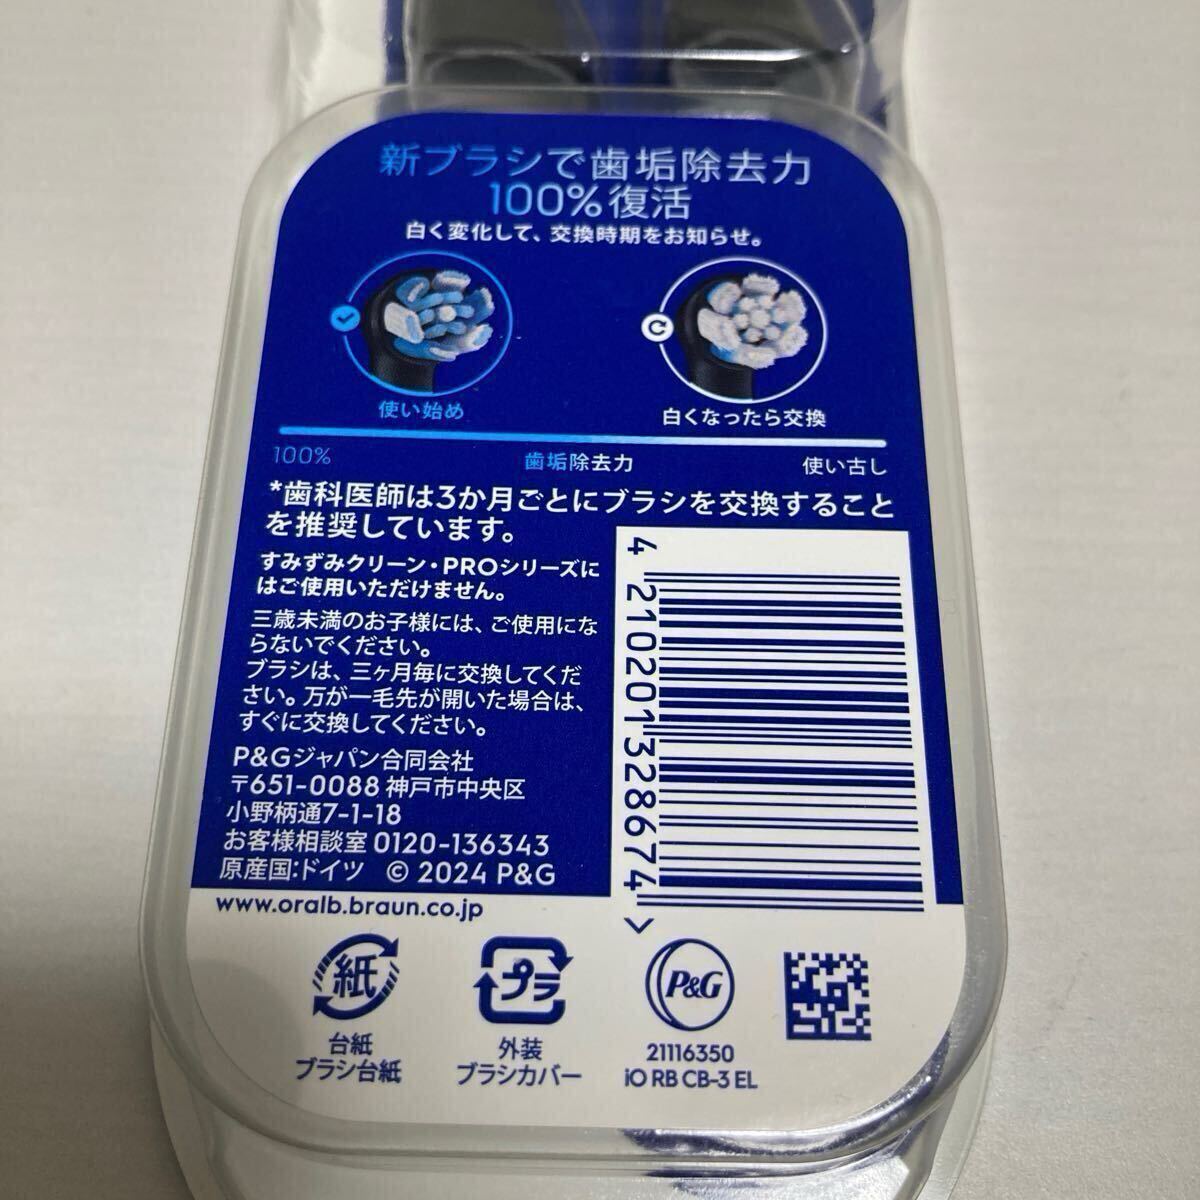 新ブラシで歯垢除去力
100%復活
白く変化して、交換時期をお知らせ。
使い始め
白くなったら交換
100%
歯垢除去力
使い古し
*歯科医師は3か月ごとにブラシを交換すること
を推奨しています。
すみずみクリーン・PROシリーズに
はご使用いただけません。
三歳未満のお子様には、ご使用にな
らないでください。
ブラシは、三ヶ月毎に交換してくだ
さい。万が一毛先が開いた場合は、
すぐに交換してください。
P&Gジャパン合同会社
〒651-0088 神戸市中央区
小野柄通7-1-18
お客様相談室 0120-136343
原産国:ドイツ © 2024 P&G
www.oralb.braun.co.jp
4 210201 328674 >
紙
台紙
ブラシ台紙
プラ
外装
ブラシカバー
P&G
21116350
iO RB CB-3 EL